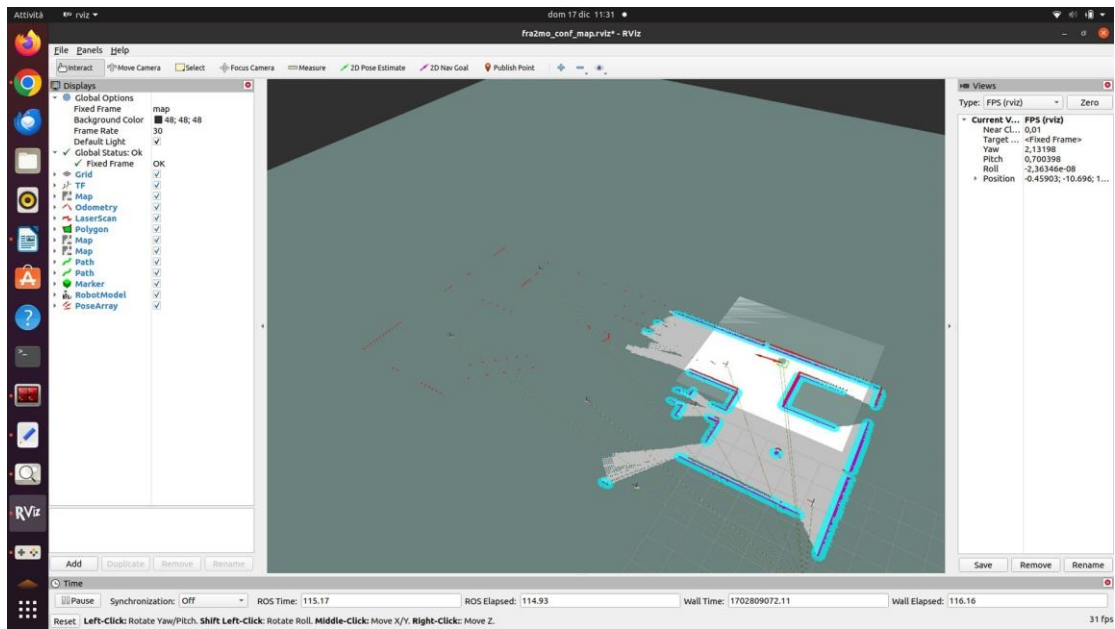 Attività rviz dom 17 dic 11:31
fra2mo_conf_map.rviz* - RViz
File Panels Help
Interact Move Camera Select Focus Camera Measure 2D Pose Estimate 2D Nav Goal Publish Point
Displays
Global Options
Fixed Frame map
Background Color 48; 48; 48
Frame Rate 30
Default Light
Global Status: Ok
Fixed Frame OK
Grid
TF
Map
Odometry
LaserScan
Polygon
Map
Map
Path
Path
Marker
RobotModel
PoseArray
Add Duplicate Remove Rename
Views
Type: FPS (rviz) Zero
Current V... FPS (rviz)
Near Cl... 0,01
Target ... <Fixed Frame>
Yaw 2,13198
Pitch 0,700398
Roll -2,36346e-08
Position -0.45903; -10.696; 1...
Save Remove Rename
RViz
Time
Pause Synchronization: Off ROS Time: 115.17 ROS Elapsed: 114.93 Wall Time: 1702809072.11 Wall Elapsed: 116.16
Reset Left-Click: Rotate Yaw/Pitch. Shift Left-Click: Rotate Roll. Middle-Click: Move X/Y. Right-Click:: Move Z. 31 fps